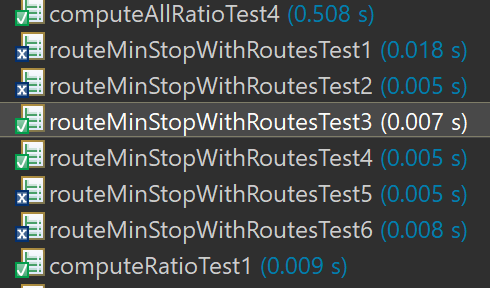 computeAllRatioTest4 (0.508 s)
routeMinStopWithRoutesTest1 (0.018 s)
routeMinStopWithRoutesTest2 (0.005 s)
routeMinStopWithRoutesTest3 (0.007 s)
routeMinStopWithRoutesTest4 (0.005 s)
routeMinStopWithRoutesTest5 (0.005 s)
routeMinStopWithRoutesTest6 (0.008 s)
computeRatioTest1 (0.009 s)